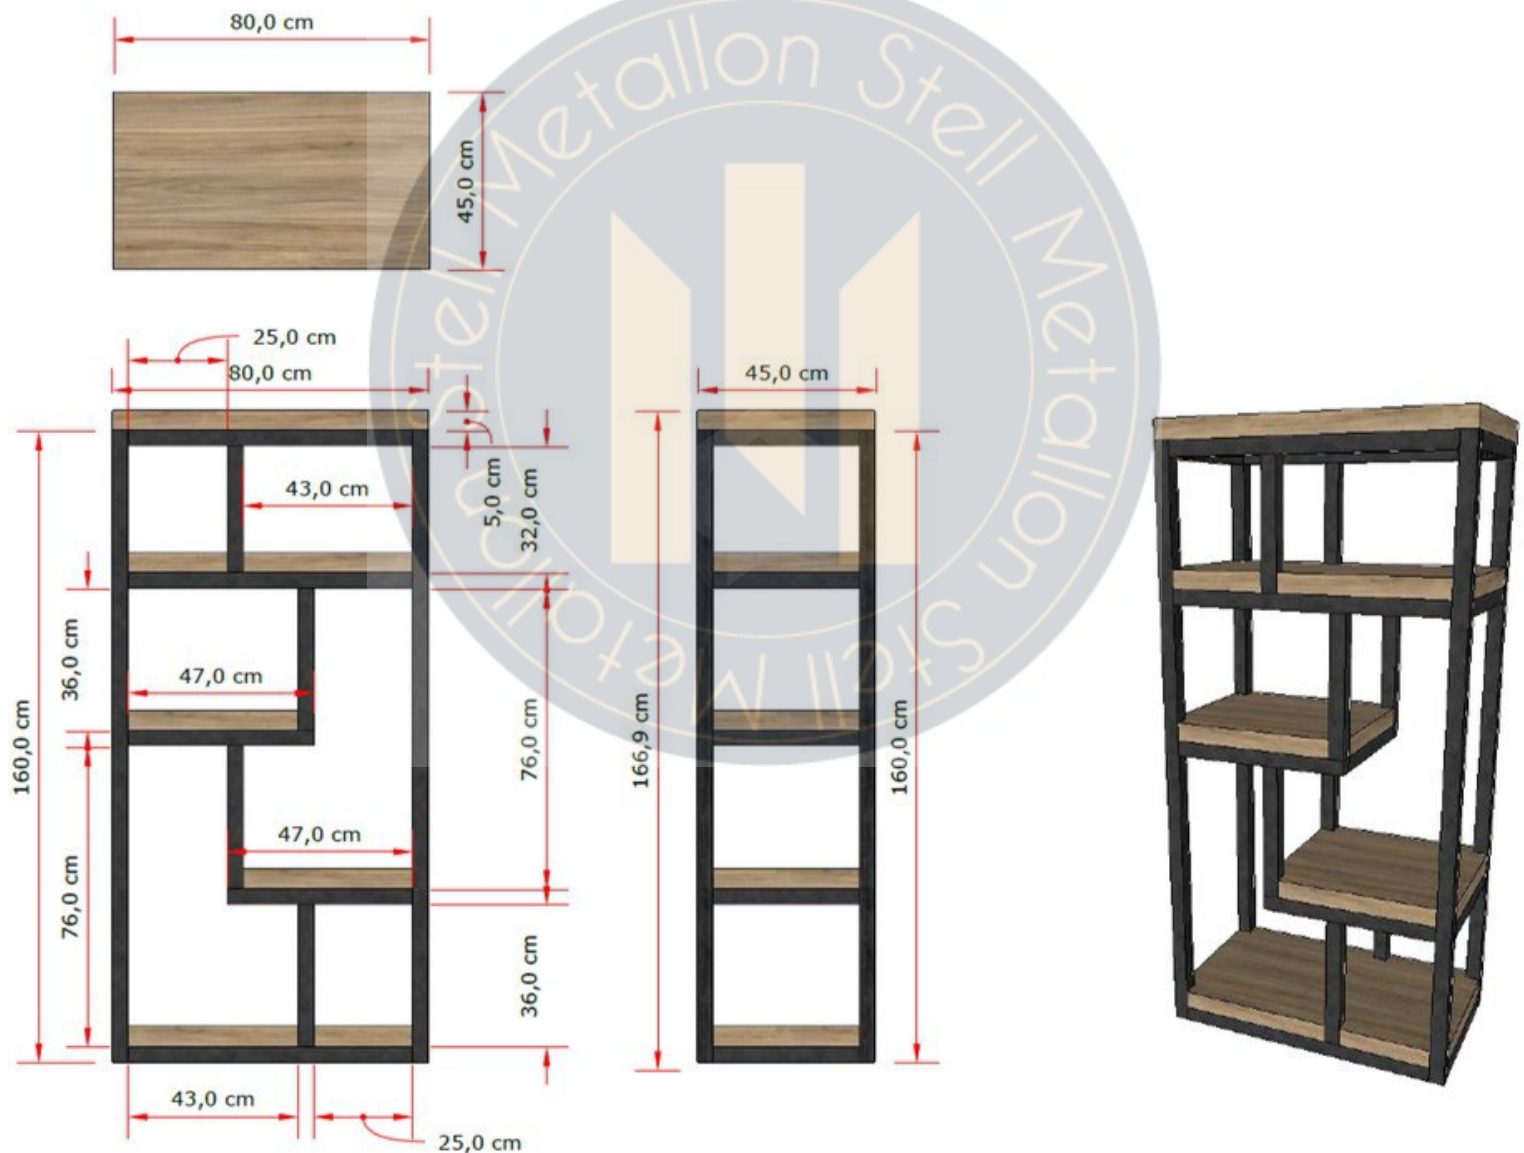 80,0 cm
45,0 cm
25,0 cm
80,0 cm
45,0 cm
5,0 cm
32,0 cm
43,0 cm
36,0 cm
47,0 cm
160,0 cm
76,0 cm
166,9 cm
160,0 cm
47,0 cm
76,0 cm
36,0 cm
43,0 cm
25,0 cm
Stell Metallon Stell Metallon Stell Metallon